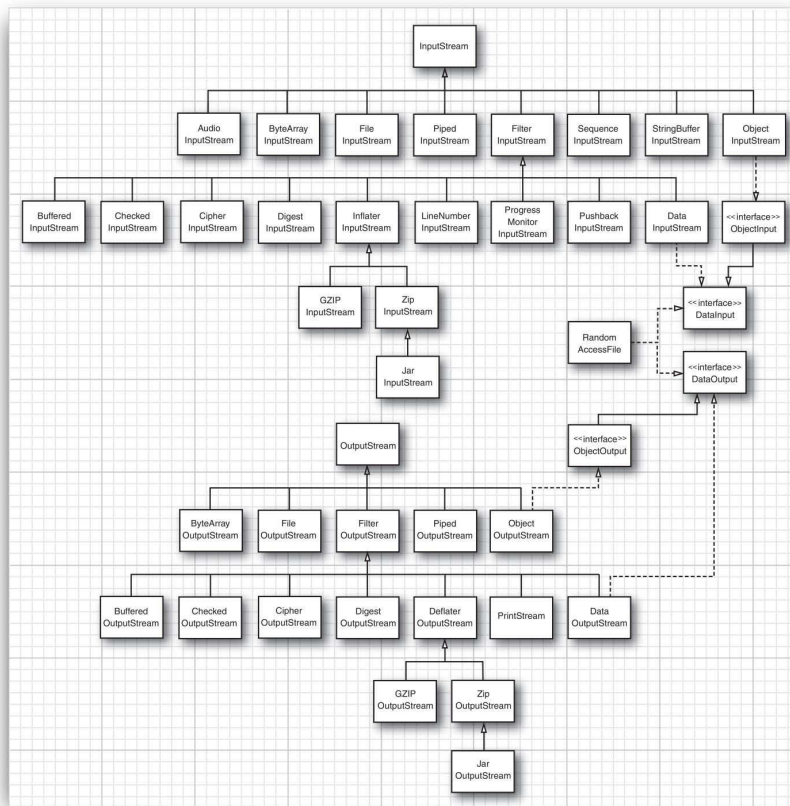 InputStream
Audio
InputStream
ByteArray
InputStream
File
InputStream
Piped
InputStream
Filter
InputStream
Sequence
InputStream
StringBuffer
InputStream
Object
InputStream
Buffered
InputStream
Checked
InputStream
Cipher
InputStream
Digest
InputStream
Inflater
InputStream
LineNumber
InputStream
Progress
Monitor
InputStream
Pushback
InputStream
Data
InputStream
<<interface>>
ObjectInput
GZIP
InputStream
Zip
InputStream
<<interface>>
DataInput
Random
AccessFile
Jar
InputStream
<<interface>>
DataOutput
OutputStream
<<interface>>
ObjectOutput
ByteArray
OutputStream
File
OutputStream
Filter
OutputStream
Piped
OutputStream
Object
OutputStream
Buffered
OutputStream
Checked
OutputStream
Cipher
OutputStream
Digest
OutputStream
Deflater
OutputStream
PrintStream
Data
OutputStream
GZIP
OutputStream
Zip
OutputStream
Jar
OutputStream